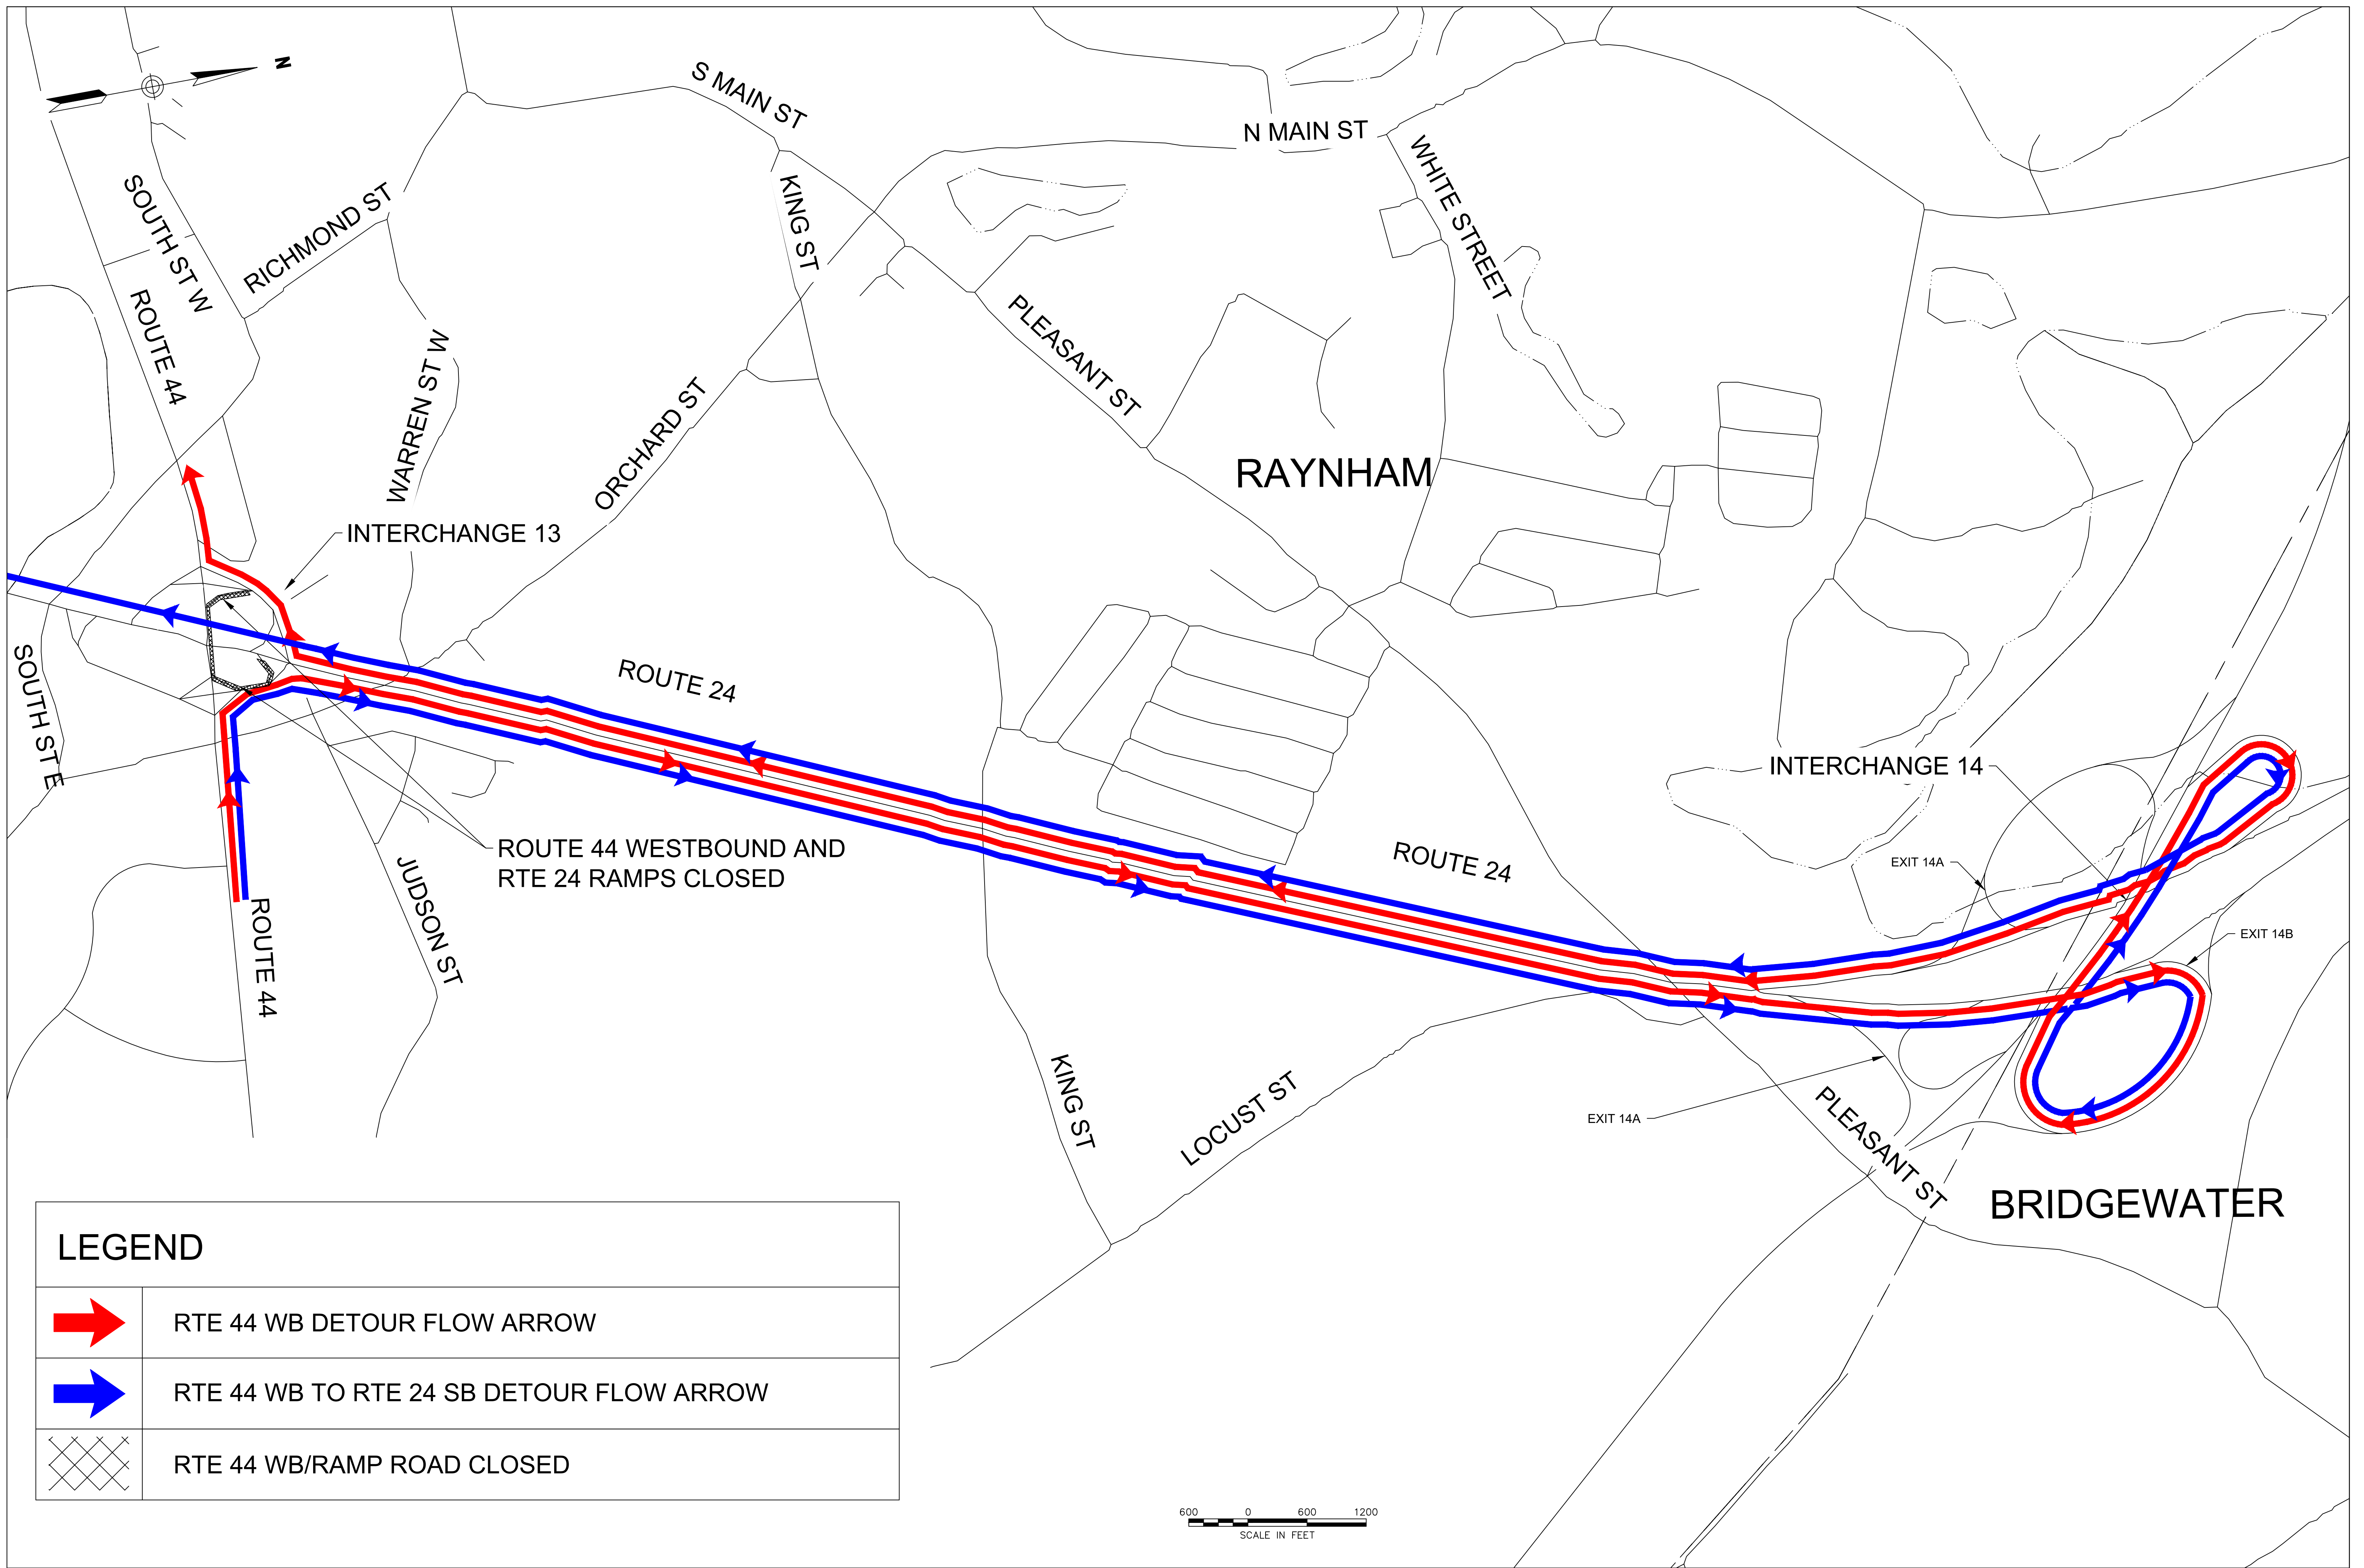 N
S MAIN ST
N MAIN ST
SOUTH ST W
RICHMOND ST
KING ST
WHITE STREET
ROUTE 44
WARREN ST W
ORCHARD ST
PLEASANT ST
RAYNHAM
INTERCHANGE 13
SOUTH ST E
ROUTE 24
INTERCHANGE 14
ROUTE 44 WESTBOUND AND
RTE 24 RAMPS CLOSED
ROUTE 24
EXIT 14A
EXIT 14B
JUDSON ST
ROUTE 44
KING ST
LOCUST ST
EXIT 14A
PLEASANT ST
BRIDGEWATER
LEGEND
RTE 44 WB DETOUR FLOW ARROW
RTE 44 WB TO RTE 24 SB DETOUR FLOW ARROW
RTE 44 WB/RAMP ROAD CLOSED
600 0 600 1200
SCALE IN FEET